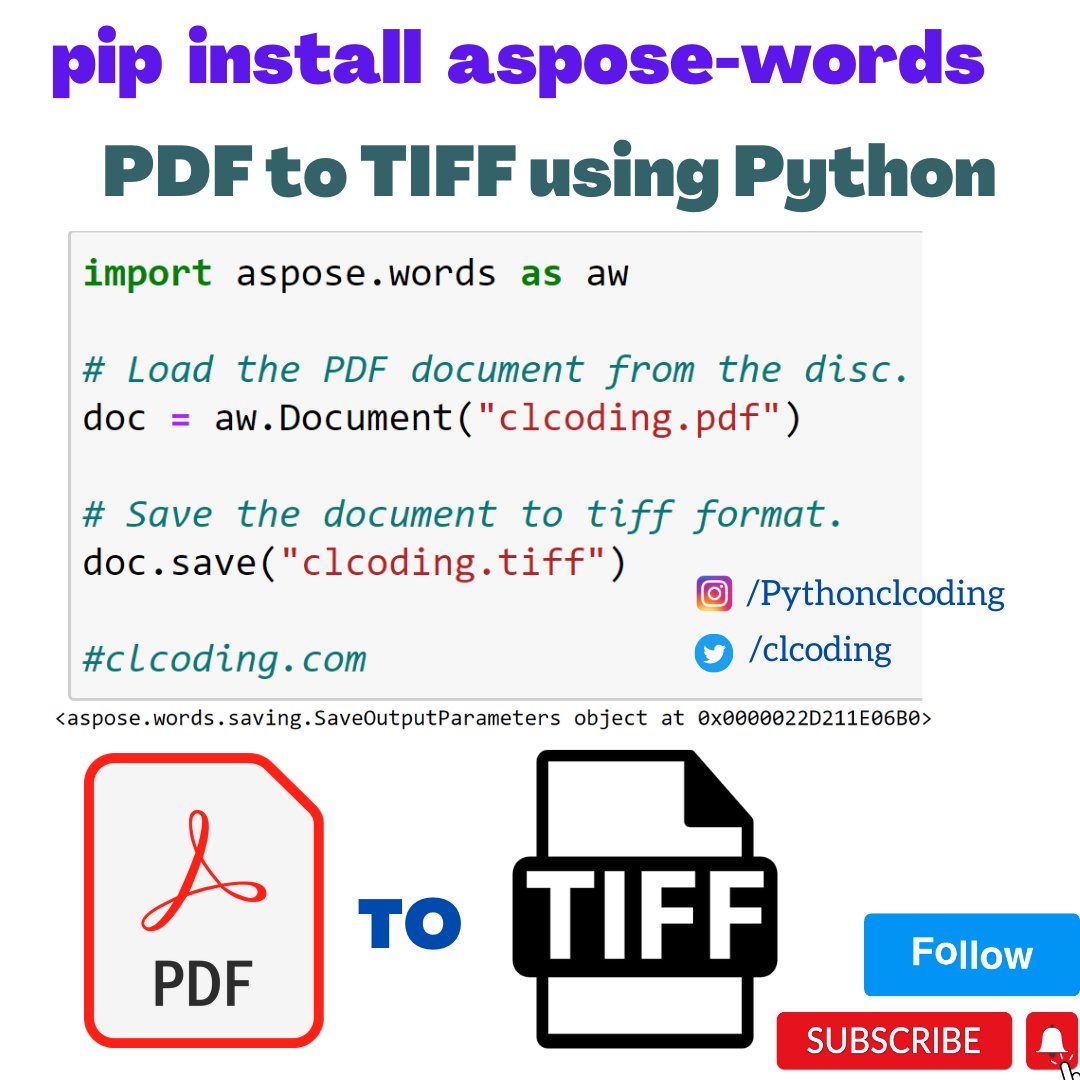 pip install aspose-words
PDF to TIFF using Python
import aspose.words as aw
# Load the PDF document from the disc.
doc = aw.Document("clcoding.pdf")
# Save the document to tiff format.
doc.save("clcoding.tiff")
/Pythonclcoding
/clcoding
#clcoding.com
<aspose.words.saving.SaveOutputParameters object at 0x0000022D211E06B0>
PDF
TO
TIFF
Follow
SUBSCRIBE